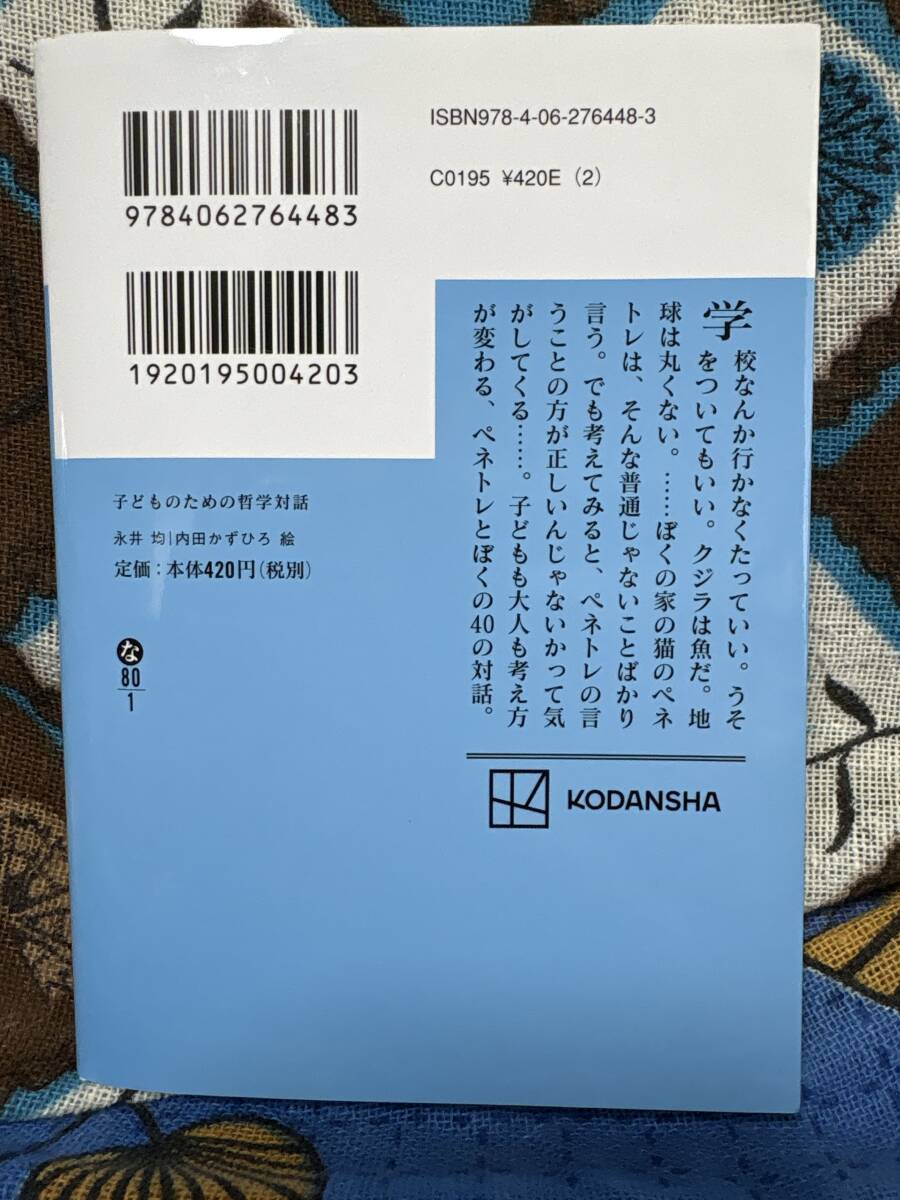 ISBN978-4-06-276448-3
C0195 ¥420E (2)
9784062764483
1920195004203
学校なんか行かなくたっていい。うそ
をついてもいい。クジラは魚だ。地
球は丸くない。……ぼくの家の猫のペネ
トレは、そんな普通じゃないことばかり
言う。でも考えてみると、ペネトレの言
うことの方が正しいんじゃないかって気
がしてくる……。子どもも大人も考え方
が変わる、ペネトレとぼくの40の対話。
子どものための哲学対話
永井 均|内田かずひろ 絵
定価:本体420円(税別)
な
80
1
KODANSHA